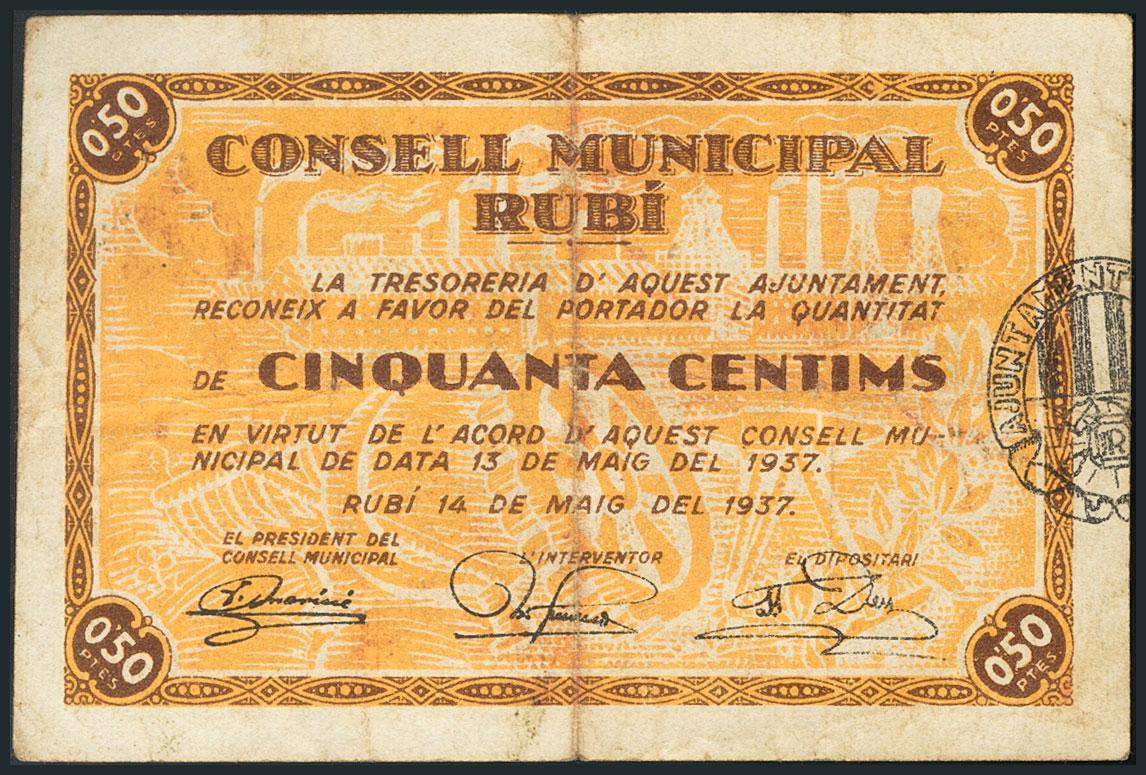 0'50 PTES
0'50 PTES
CONSELL MUNICIPAL
RUBÍ
LA TRESORERIA D'AQUEST AJUNTAMENT,
RECONEIX A FAVOR DEL PORTADOR LA QUANTITAT
DE CINQUANTA CENTIMS
EN VIRTUT DE L'ACORD D'AQUEST CONSELL MU-
NICIPAL DE DATA 13 DE MAIG DEL 1937.
RUBÍ 14 DE MAIG DEL 1937.
EL PRESIDENT DEL
CONSELL MUNICIPAL
L'INTERVENTOR
EL DIPOSITARI
0'50 PTES
0'50 PTES
AJUNTAMENT